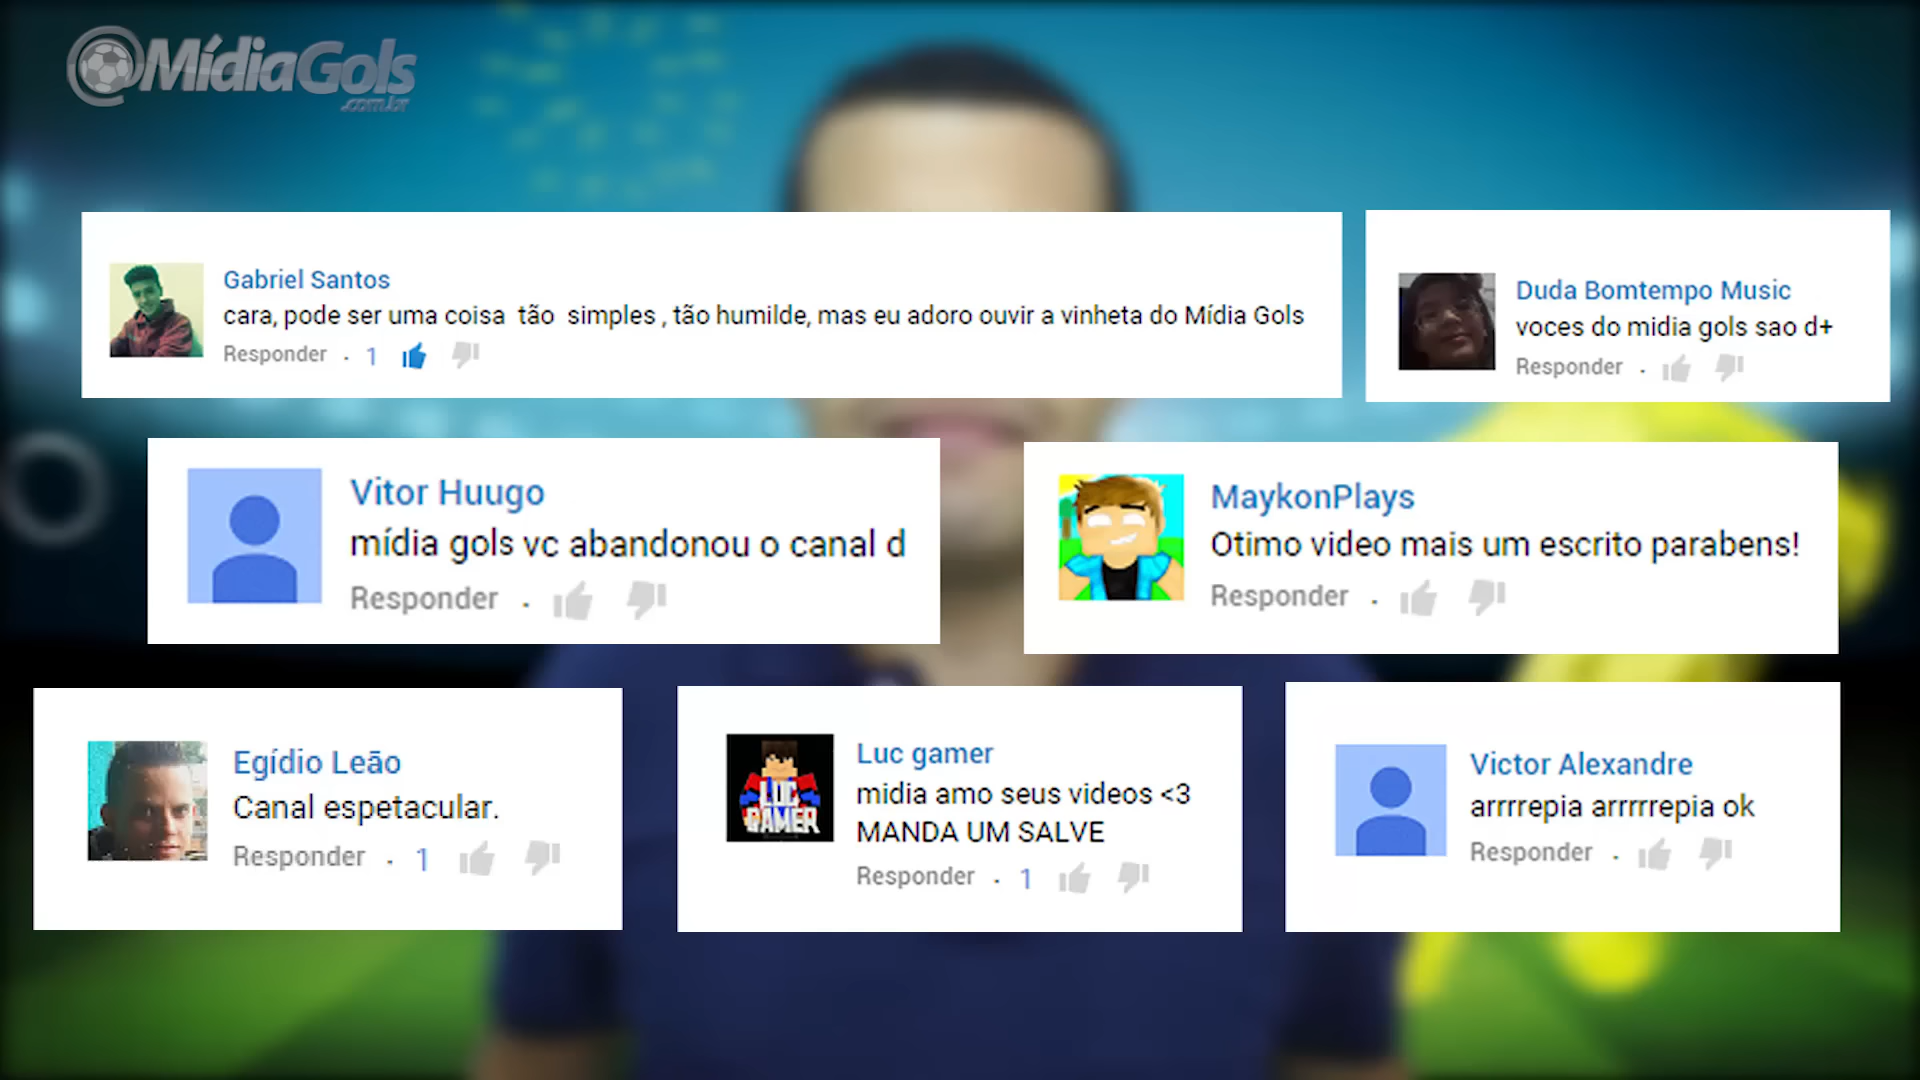 MídiaGols
.com.br
Gabriel Santos
cara, pode ser uma coisa tão simples , tão humilde, mas eu adoro ouvir a vinheta do Mídia Gols
Responder . 1
Duda Bomtempo Music
voces do midia gols sao d+
Responder .
Vitor Huugo
mídia gols vc abandonou o canal d
Responder .
MaykonPlays
Otimo video mais um escrito parabens!
Responder .
Egídio Leão
Canal espetacular.
Responder . 1
LUC
GAMER
Luc gamer
midia amo seus videos <3
MANDA UM SALVE
Responder . 1
Victor Alexandre
arrrrepia arrrrrepia ok
Responder .